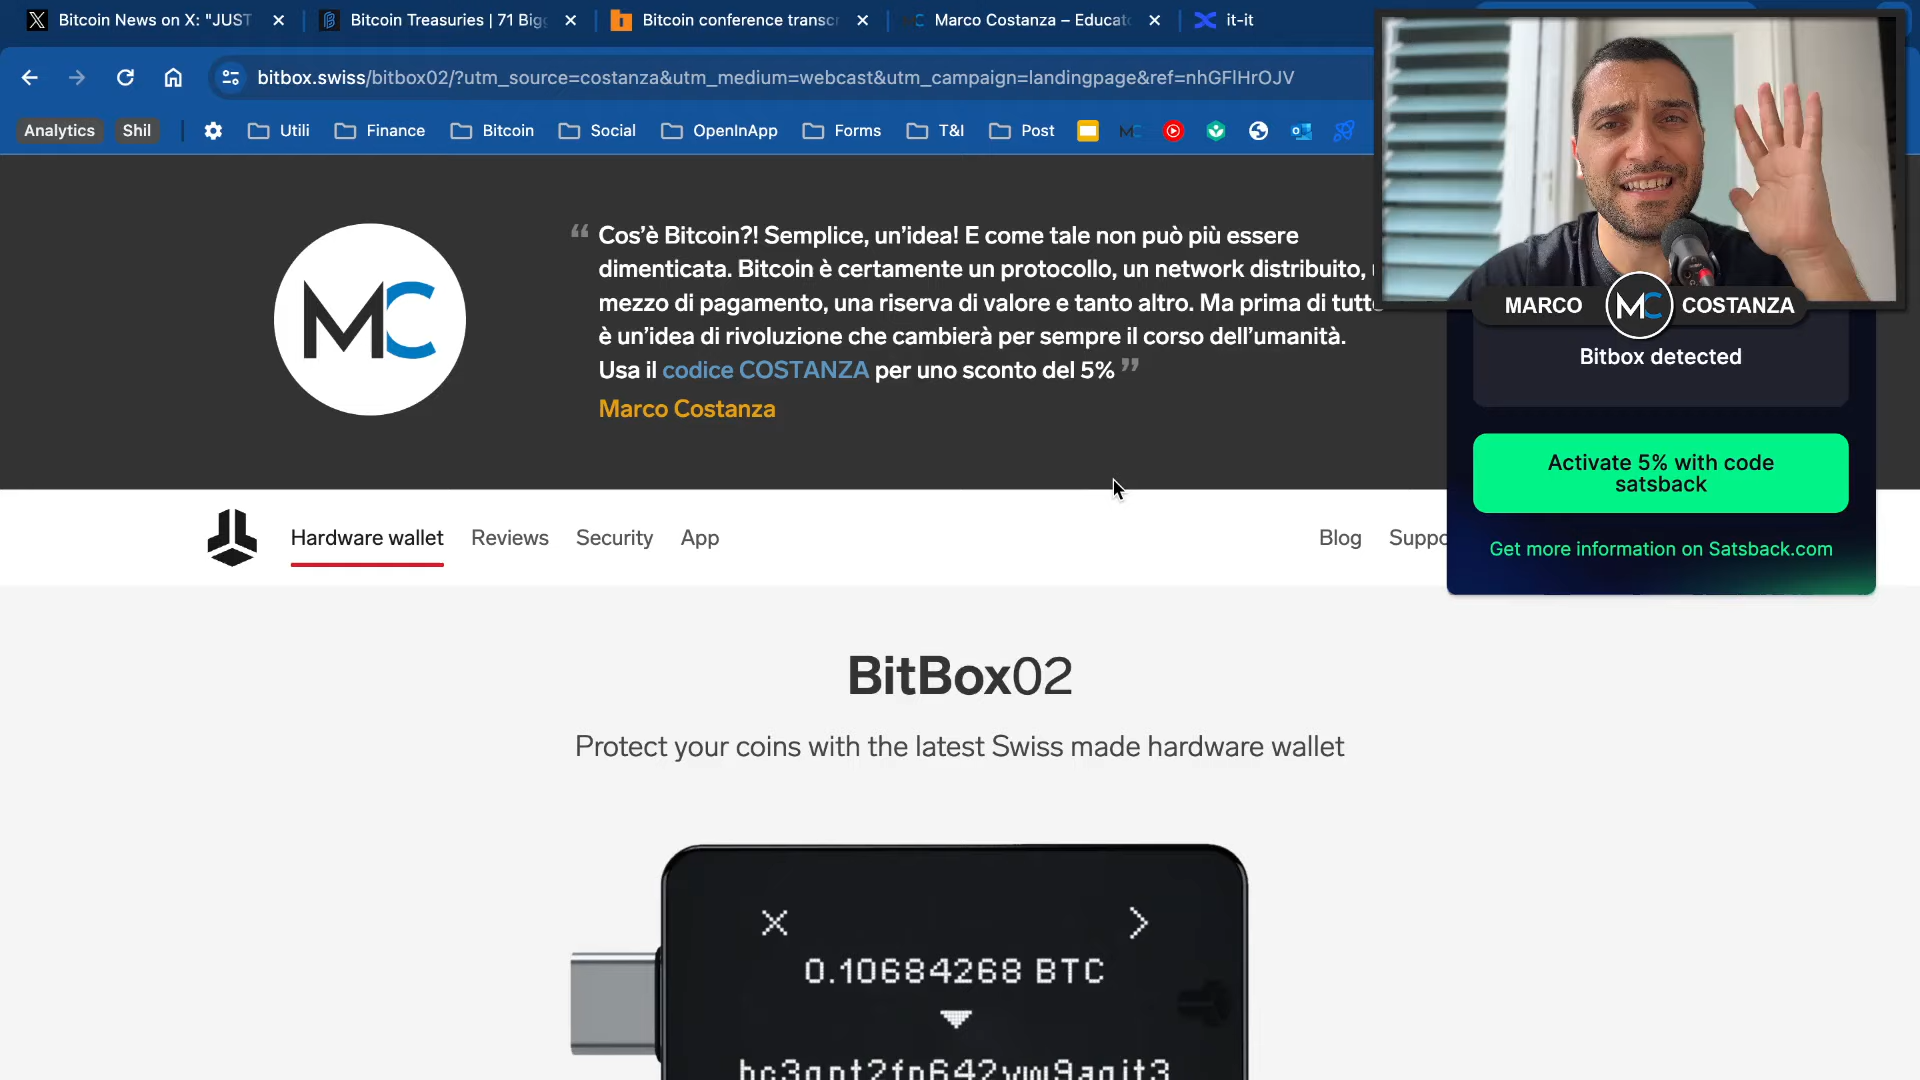 Bitcoin News on X: "JUST
Bitcoin Treasuries | 71 Big
Bitcoin conference transcr
Marco Costanza – Educat
it-it
bitbox.swiss/bitbox02/?utm_source=costanza&utm_medium=webcast&utm_campaign=landingpage&ref=nhGFlHrOJV
Analytics
Shil
Utili
Finance
Bitcoin
Social
OpenInApp
Forms
T&I
Post
MC
“ Cos’è Bitcoin?! Semplice, un’idea! E come tale non può più essere
dimenticata. Bitcoin è certamente un protocollo, un network distribuito,
mezzo di pagamento, una riserva di valore e tanto altro. Ma prima di tutto
è un’idea di rivoluzione che cambierà per sempre il corso dell’umanità.
Usa il codice COSTANZA per uno sconto del 5% ”
Marco Costanza
MC
MARCO MC COSTANZA
Bitbox detected
Activate 5% with code
satsback
Get more information on Satsback.com
Hardware wallet
Reviews
Security
App
Blog
Suppo
BitBox02
Protect your coins with the latest Swiss made hardware wallet
0.10684268 BTC